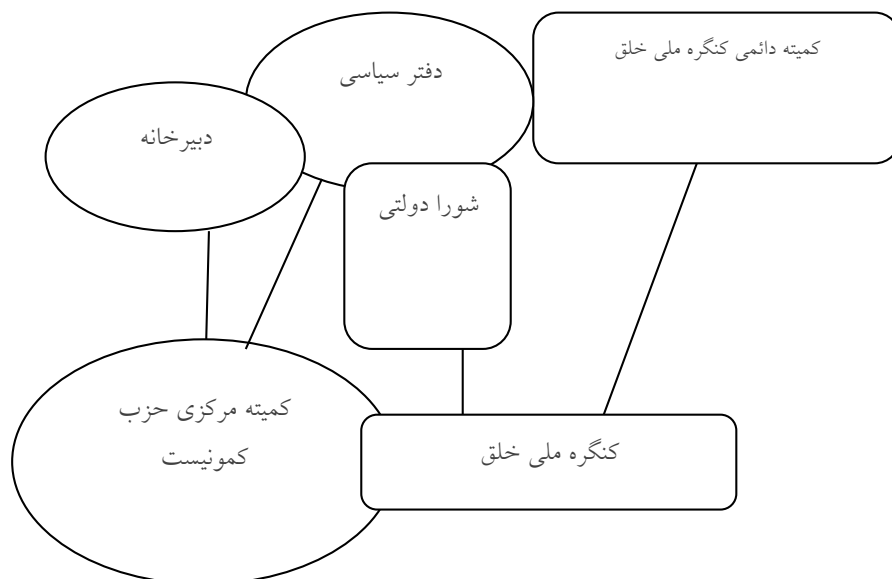 کمیته دائمی کنگره ملی خلق
دفتر سیاسی
دبیرخانه
شورا دولتی
کمیته مرکزی حزب
کمونیست
کنگره ملی خلق